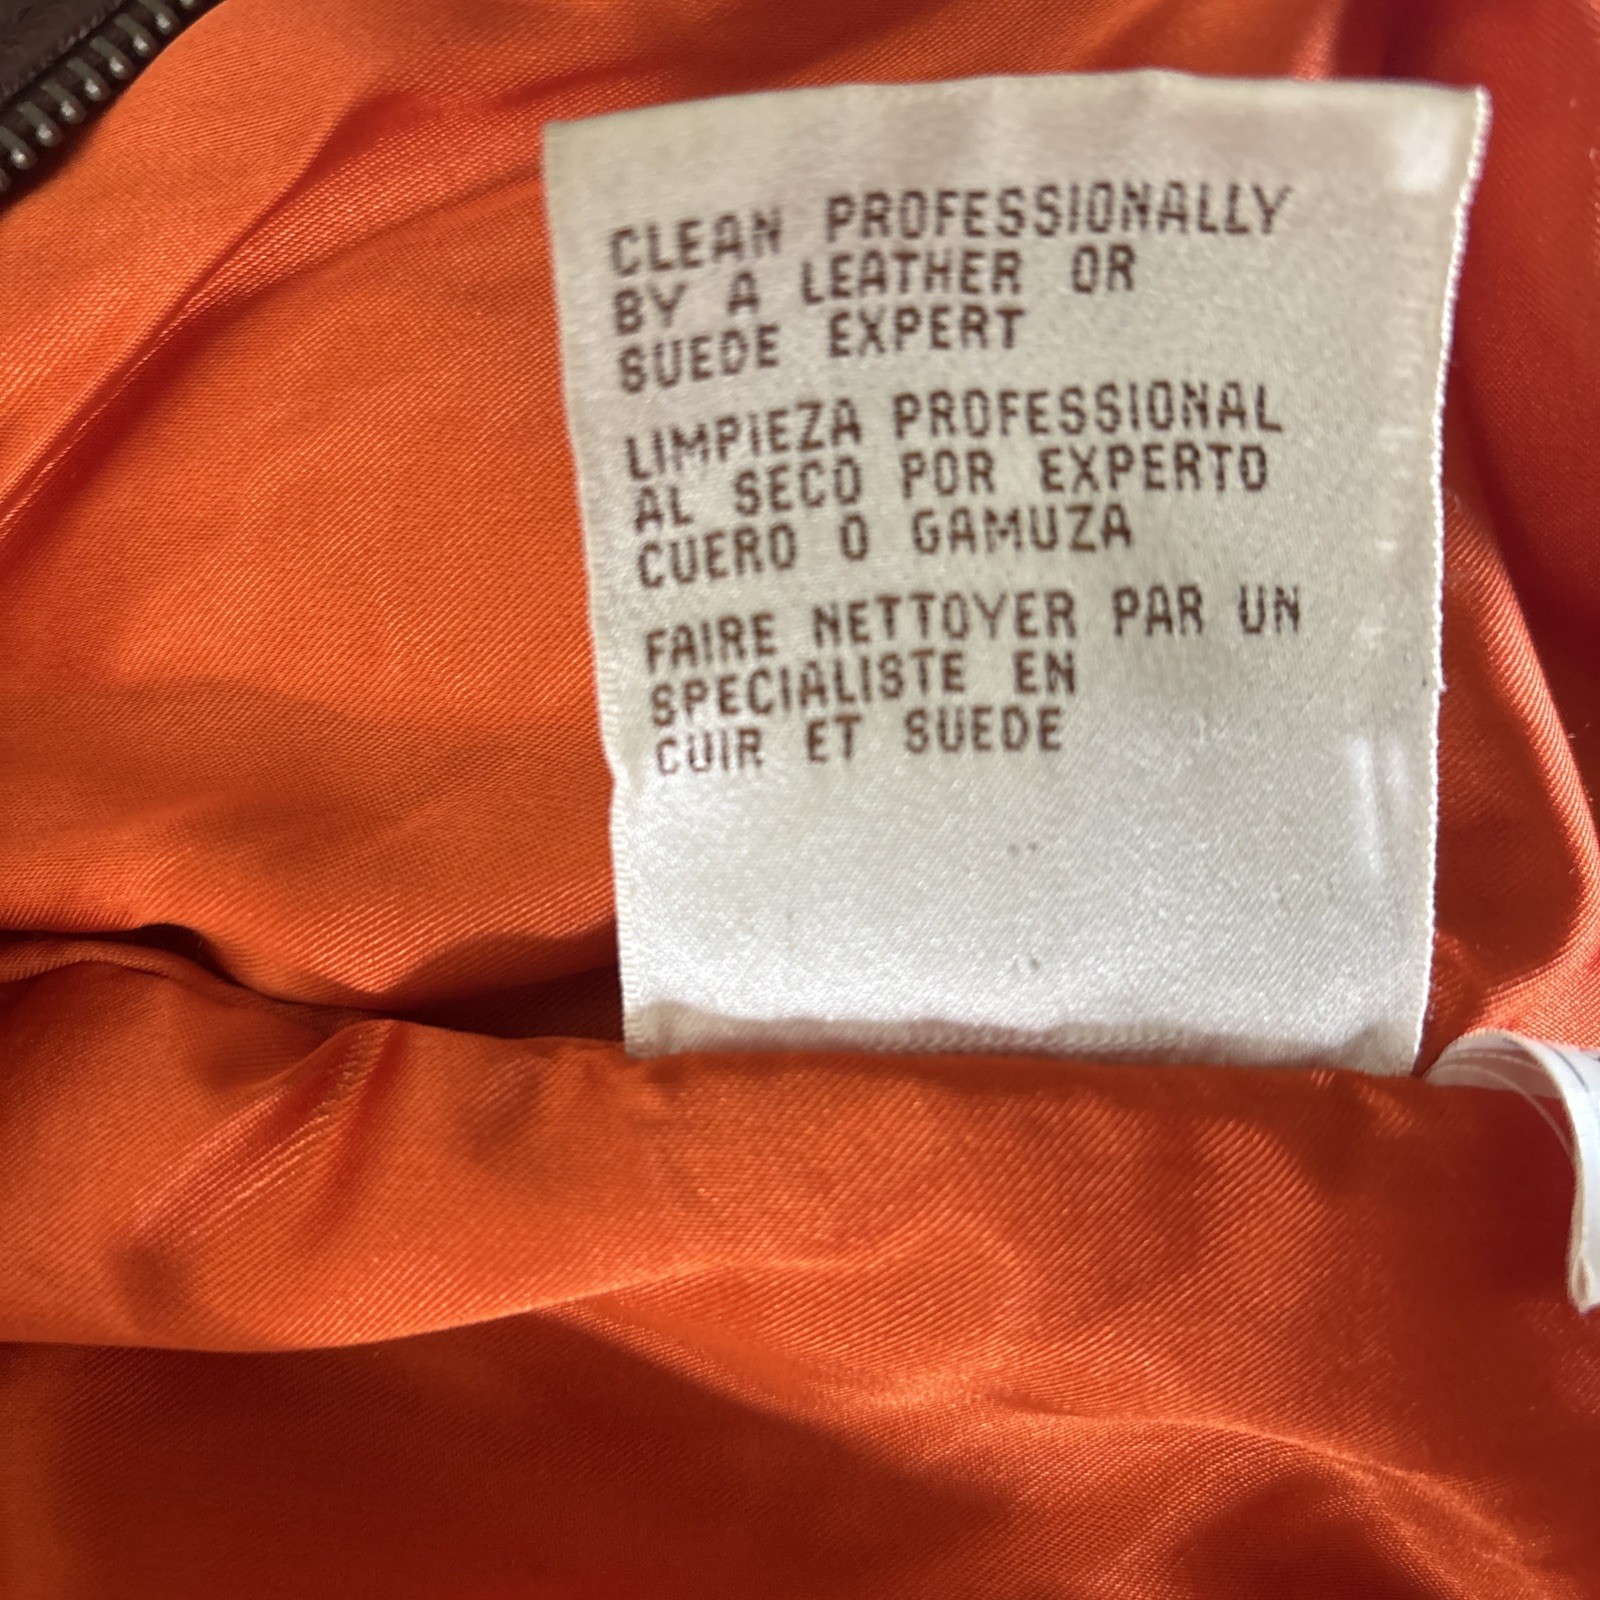 CLEAN PROFESSIONALLY
BY A LEATHER OR
SUEDE EXPERT
LIMPIEZA PROFESSIONAL
AL SECO POR EXPERTO
CUERO O GAMUZA
FAIRE NETTOYER PAR UN
SPECIALISTE EN
CUIR ET SUEDE